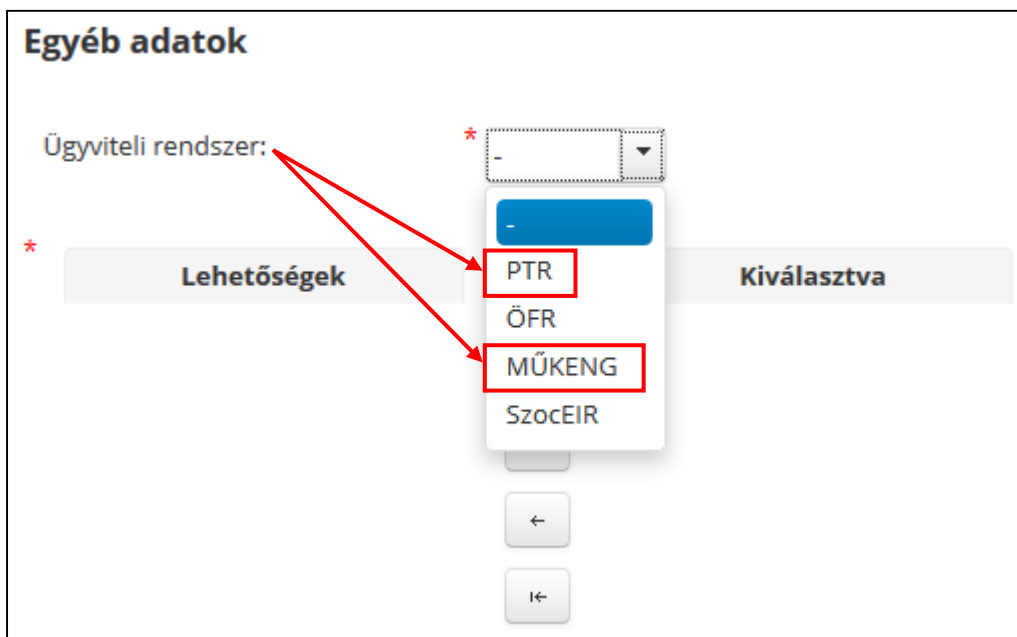 Egyéb adatok
Ügyviteli rendszer: * -
-
* Lehetőségek PTR Kiválasztva
ÖFR
MŰKENG
SzocEIR